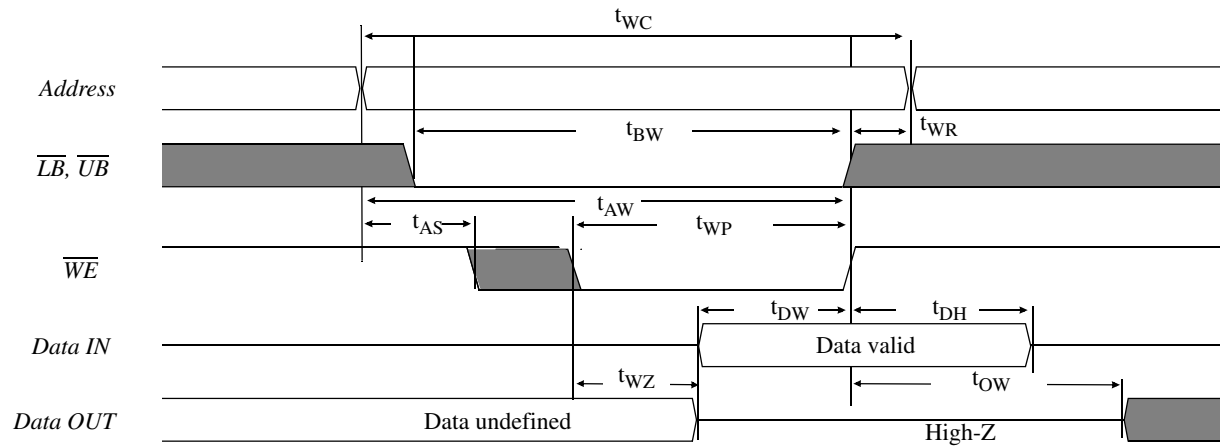 tWC
Address
tBW
tWR
LB, UB
tAW
tAS
tWP
WE
tDW
tDH
Data IN
Data valid
tWZ
tOW
Data OUT
Data undefined
High-Z